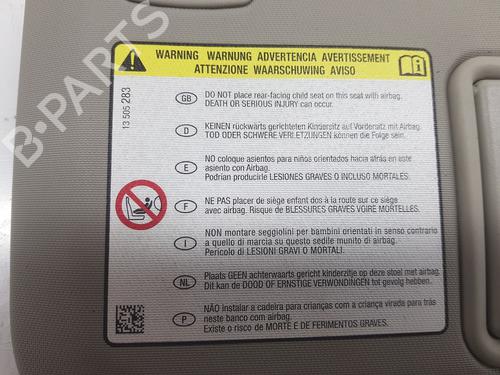 WARNING WARNUNG ADVERTENCIA AVERTISSEMENT
ATTENZIONE WAARSCHUWING AVISO
13 505 283
GB DO NOT place rear-facing child seat on this seat with airbag.
DEATH OR SERIOUS INJURY can occur.
D KEINEN rückwärts gerichteten Kindersitz auf Vordersitz mit Airbag.
TOD ODER SCHWERE VERLETZUNGEN können die Folge sein.
E NO coloque asientos para niños orientados hacia atrás en este
asiento con Airbag.
Podrían producirle LESIONES GRAVES O INCLUSO MORTALES.
F NE PAS placer de siège enfant dos à la route sur ce siège
avec airbag. Risque de BLESSURES GRAVES VOIRE MORTELLES.
I NON montare seggiolini per bambini orientati in senso contrario
a quello di marcia su questo sedile munito di airbag.
Pericolo di LESIONI GRAVI O MORTALI.
NL Plaats GEEN achterwaarts gericht kinderzitje op deze stoel met airbag.
Dit kan de DOOD OF ERNSTIGE VERWONDINGEN tot gevolg hebben.
P NÃO instalar a cadeira para crianças com a criança virada para trás
neste banco com airbag.
Existe o risco de MORTE E DE FERIMENTOS GRAVES.
B-PARTS